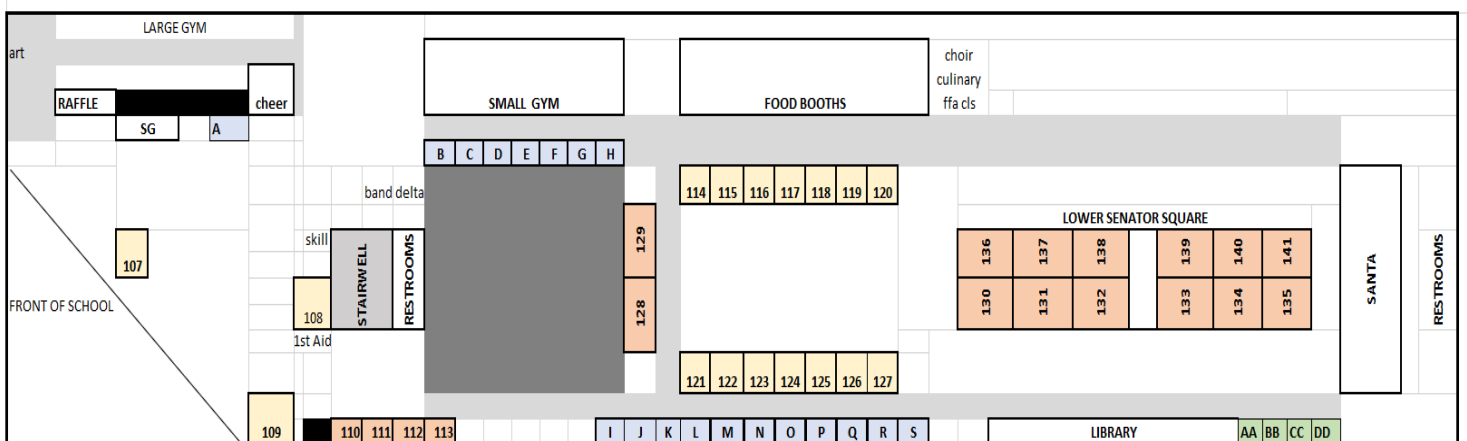 LARGE GYM
art
choir
culinary
RAFFLE cheer SMALL GYM FOOD BOOTHS ffa cls
SG A
B C D E F G H
band delta 114 115 116 117 118 119 120
LOWER SENATOR SQUARE
skill STAIRWELL RESTROOMS 129 136 137 138 139 140 141 SANTA RESTROOMS
107
FRONT OF SCHOOL 108 128 130 131 132 133 134 135
1st Aid
121 122 123 124 125 126 127
109 110 111 112 113 I J K L M N O P Q R S LIBRARY AA BB CC DD